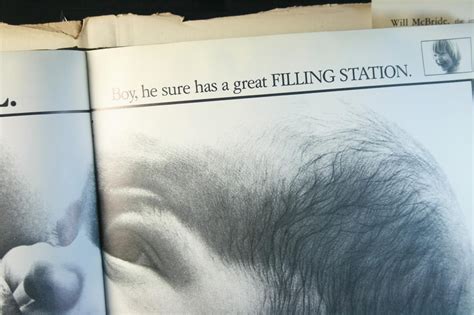 Will McBride,
L.
Boy, he sure has a great FILLING STATION.